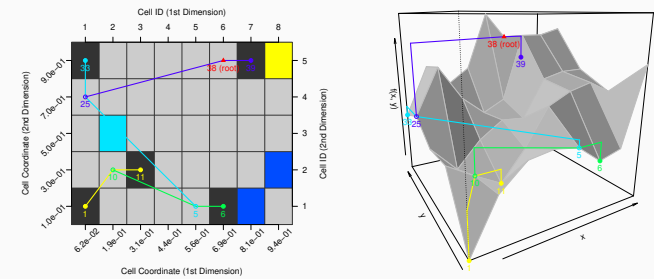 Cell ID (1st Dimension)
1 2 3 4 5 6 7 8
Cell Coordinate (2nd Dimension)
9.0e−01
7.0e−01
5.0e−01
3.0e−01
1.0e−01
5
4
3
2
1
Cell ID (2nd Dimension)
33
38 (root)
25
10
11
1
5
6
6.2e−02 1.9e−01 3.1e−01 4.4e−01 5.6e−01 6.9e−01 8.1e−01 9.4e−01
Cell Coordinate (1st Dimension)
f(x, y)
38 (root)
39
25
5
6
1
y
x